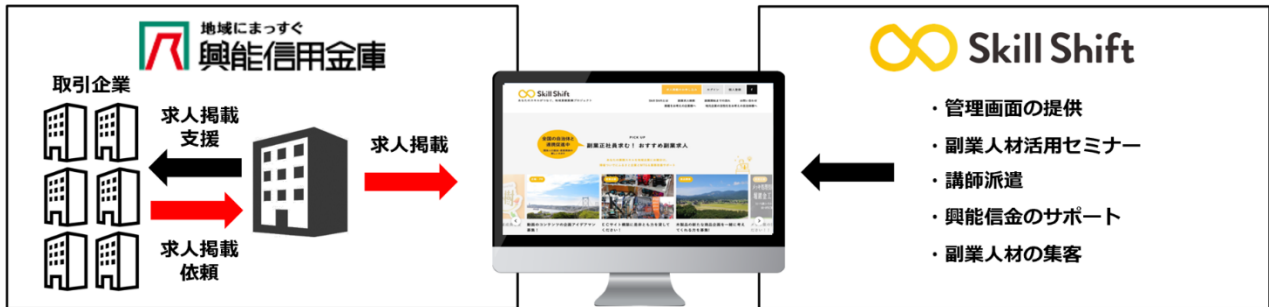 地域にまっすぐ
興能信用金庫
取引企業
求人掲載
支援
求人掲載
依頼
求人掲載
Skill Shift
PICK UP
副業正社員求む！ おすすめ副業求人
Skill Shift
・管理画面の提供
・副業人材活用セミナー
・講師派遣
・興能信金のサポート
・副業人材の集客